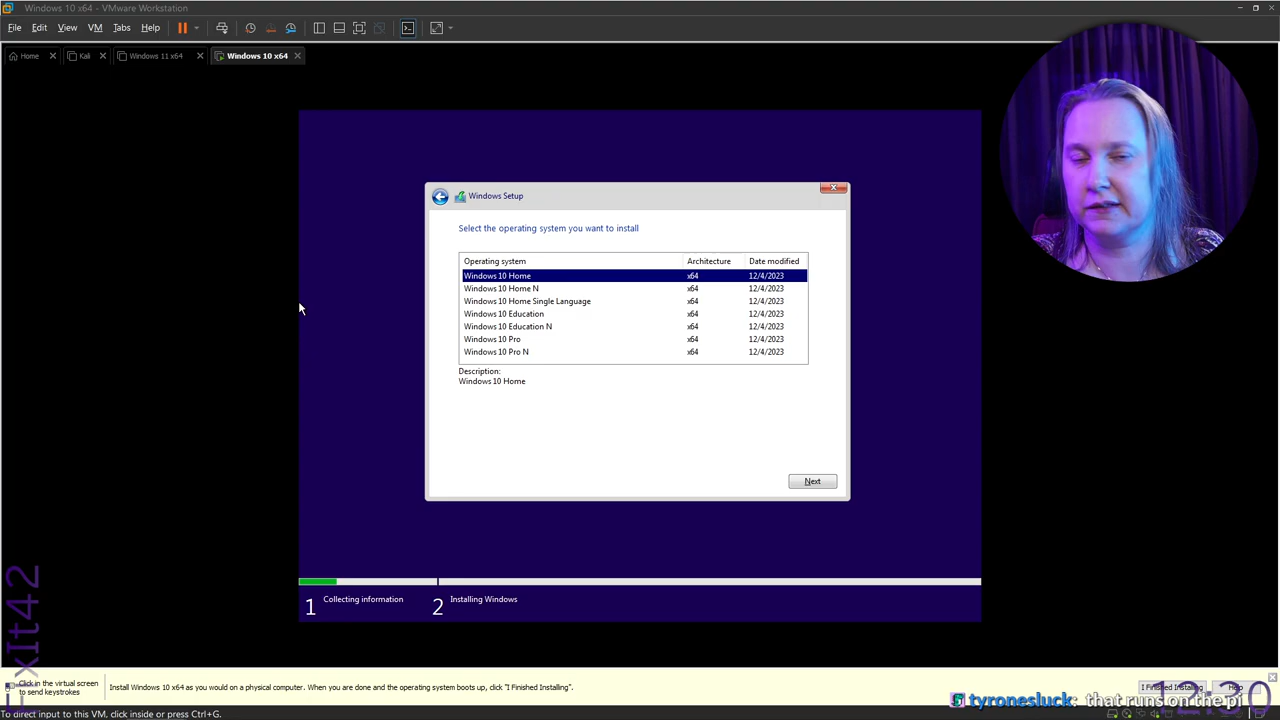 Windows 10 x64 - VMware Workstation
File Edit View VM Tabs Help
Home Kali Windows 11 x64 Windows 10 x64
Windows Setup
Select the operating system you want to install
Operating system Architecture Date modified
Windows 10 Home x64 12/4/2023
Windows 10 Home N x64 12/4/2023
Windows 10 Home Single Language x64 12/4/2023
Windows 10 Education x64 12/4/2023
Windows 10 Education N x64 12/4/2023
Windows 10 Pro x64 12/4/2023
Windows 10 Pro N x64 12/4/2023
Description:
Windows 10 Home
Next
1 Collecting information 2 Installing Windows
ExIt42
Click in the virtual screen
to send keystrokes
Install Windows 10 x64 as you would on a physical computer. When you are done and the operating system boots up, click "I Finished Installing".
I Finished Installing Help
12:30
tyronesluck: that runs on the pi
To direct input to this VM, click inside or press Ctrl+G.